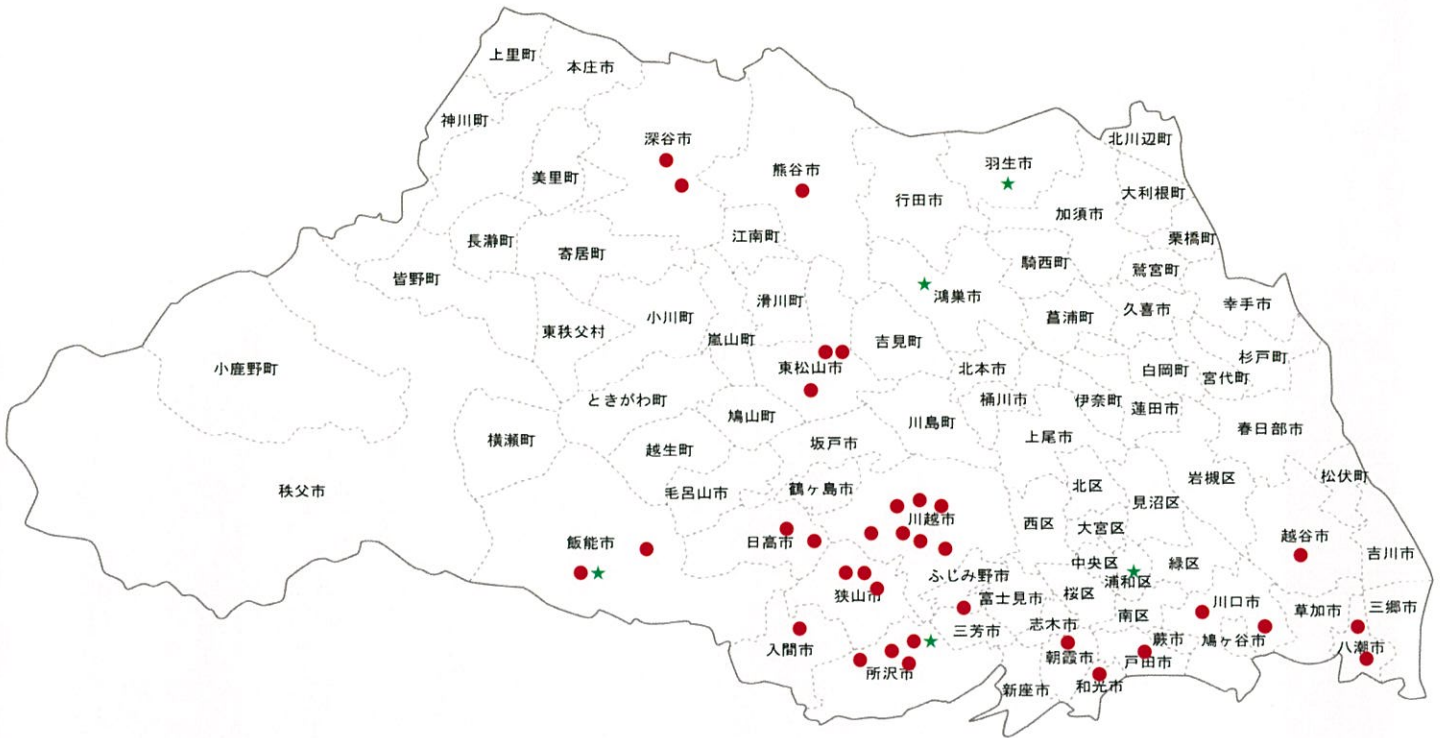 上里町
本庄市
神川町
深谷市
北川辺町
羽生市
熊谷市
美里町
大利根町
行田市
加須市
江南町
栗橋町
長瀞町
寄居町
騎西町
鷲宮町
皆野町
鴻巣市
滑川町
幸手市
久喜市
小川町
菖浦町
東秩父村
嵐山町
吉見町
杉戸町
小鹿野町
東松山市
北本市
白岡町
宮代町
ときがわ町
桶川市
伊奈町
蓮田市
鳩山町
川島町
春日部市
横瀬町
坂戸市
上尾市
越生町
岩槻区
松伏町
北区
秩父市
毛呂山市
鶴ヶ島市
見沼区
川越市
西区
大宮区
越谷市
飯能市
日高市
吉川市
中央区
緑区
ふじみ野市
浦和区
狭山市
富士見市
桜区
川口市
三郷市
草加市
南区
志木市
三芳市
蕨市
鳩ヶ谷市
入間市
八潮市
朝霞市
戸田市
所沢市
新座市
和光市